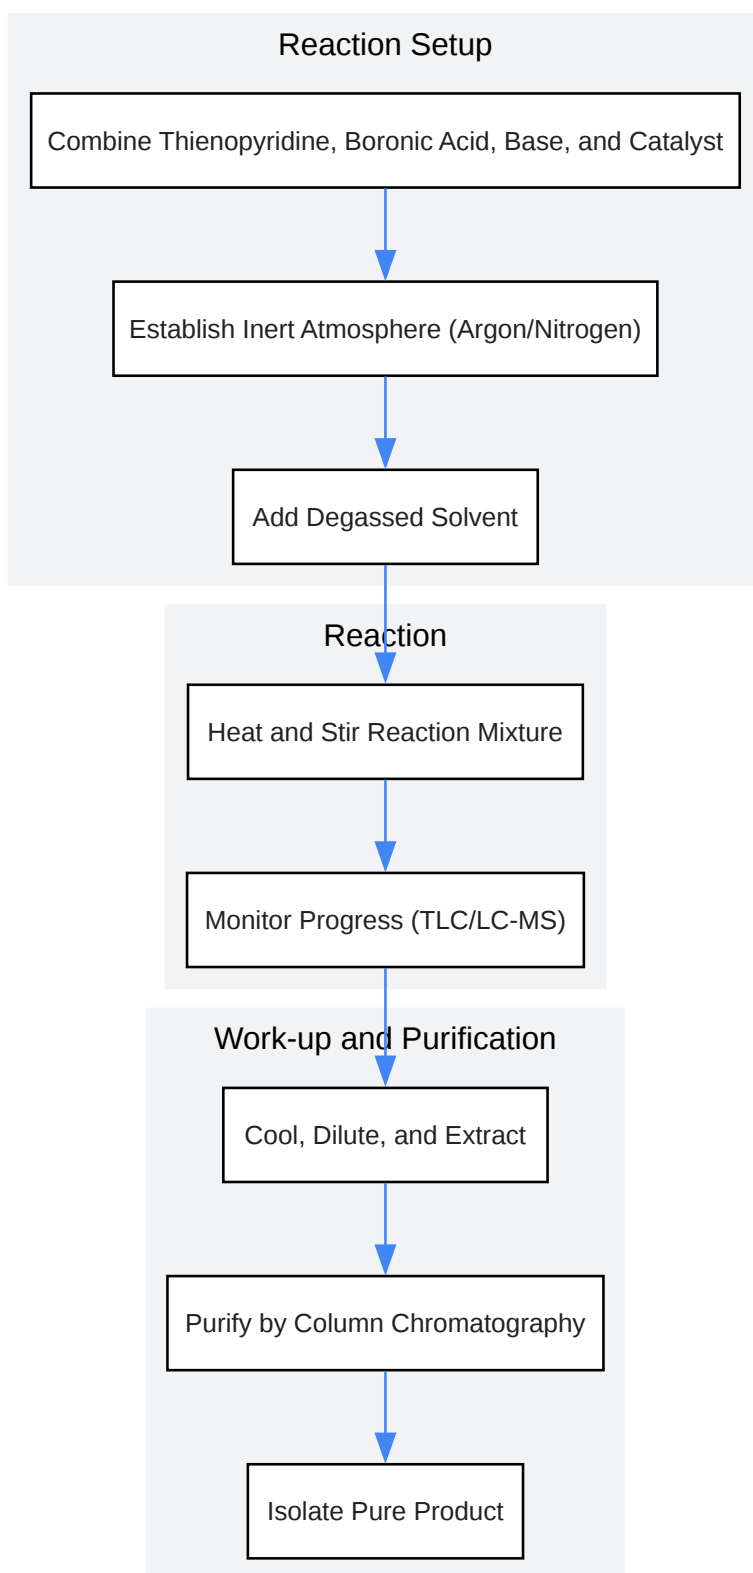 Reaction Setup
Combine Thienopyridine, Boronic Acid, Base, and Catalyst
Establish Inert Atmosphere (Argon/Nitrogen)
Add Degassed Solvent
Reaction
Heat and Stir Reaction Mixture
Monitor Progress (TLC/LC-MS)
Work-up and Purification
Cool, Dilute, and Extract
Purify by Column Chromatography
Isolate Pure Product